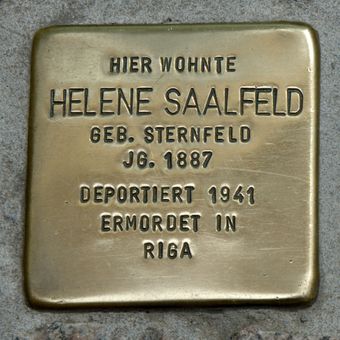 HIER WOHNTE
HELENE SAALFELD
GEB. STERNFELD
JG. 1887
DEPORTIERT 1941
ERMORDET IN
RIGA